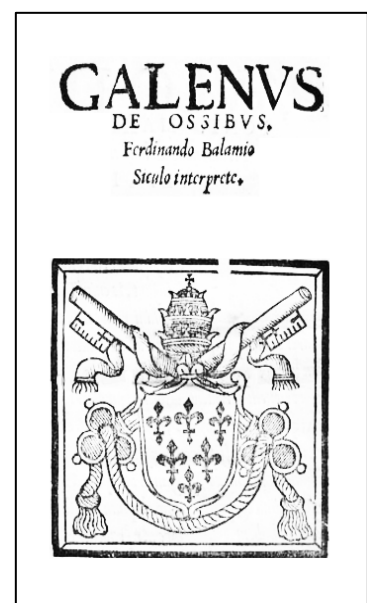 GALENVS
DE OSSIBVS.
Ferdinando Balamio
Siculo interprete.